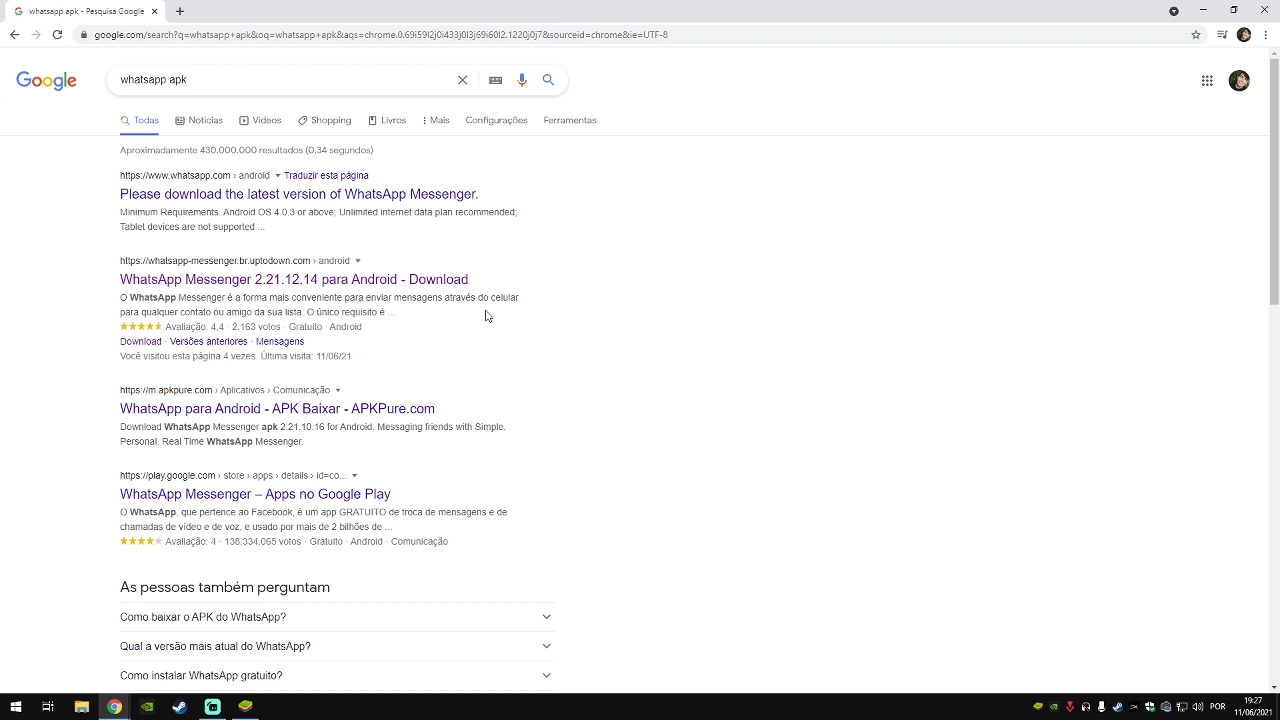 whatsapp apk - Pesquisa Google
google.com/search?q=whatsapp+apk&oq=whatsapp+apk&aqs=chrome.0.69i59l2j0i433j0l3j69i60l2.1220j0j7&sourceid=chrome&ie=UTF-8
Google
whatsapp apk
Todas
Notícias
Vídeos
Shopping
Livros
Mais
Configurações
Ferramentas
Aproximadamente 430.000.000 resultados (0,34 segundos)
https://www.whatsapp.com › android Traduzir esta página
Please download the latest version of WhatsApp Messenger.
Minimum Requirements. Android OS 4.0.3 or above; Unlimited internet data plan recommended;
Tablet devices are not supported ...
https://whatsapp-messenger.br.uptodown.com › android
WhatsApp Messenger 2.21.12.14 para Android - Download
O WhatsApp Messenger é a forma mais conveniente para enviar mensagens através do celular
para qualquer contato ou amigo da sua lista. O único requisito é ...
Avaliação: 4,4 · 2.163 votos · Gratuito · Android
Download · Versões anteriores · Mensagens
Você visitou esta página 4 vezes. Última visita: 11/06/21
https://m.apkpure.com › Aplicativos › Comunicação
WhatsApp para Android - APK Baixar - APKPure.com
Download WhatsApp Messenger apk 2.21.10.16 for Android. Messaging friends with Simple.
Personal. Real Time WhatsApp Messenger.
https://play.google.com › store › apps › details › id=co...
WhatsApp Messenger – Apps no Google Play
O WhatsApp, que pertence ao Facebook, é um app GRATUITO de troca de mensagens e de
chamadas de vídeo e de voz, e usado por mais de 2 bilhões de ...
Avaliação: 4 · 138.334.065 votos · Gratuito · Android · Comunicação
As pessoas também perguntam
Como baixar o APK do WhatsApp?
Qual a versão mais atual do WhatsApp?
Como instalar WhatsApp gratuito?
POR
19:27
11/06/2021